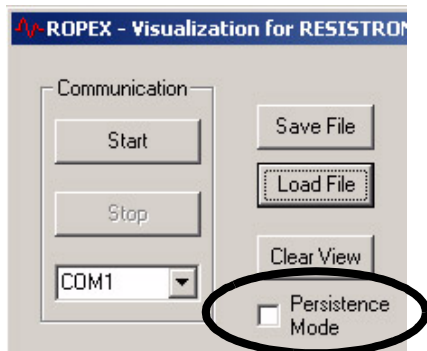 ROPEX - Visualization for RESISTRON
Communication
Start
Stop
COM1
Save File
Load File
Clear View
Persistence
Mode